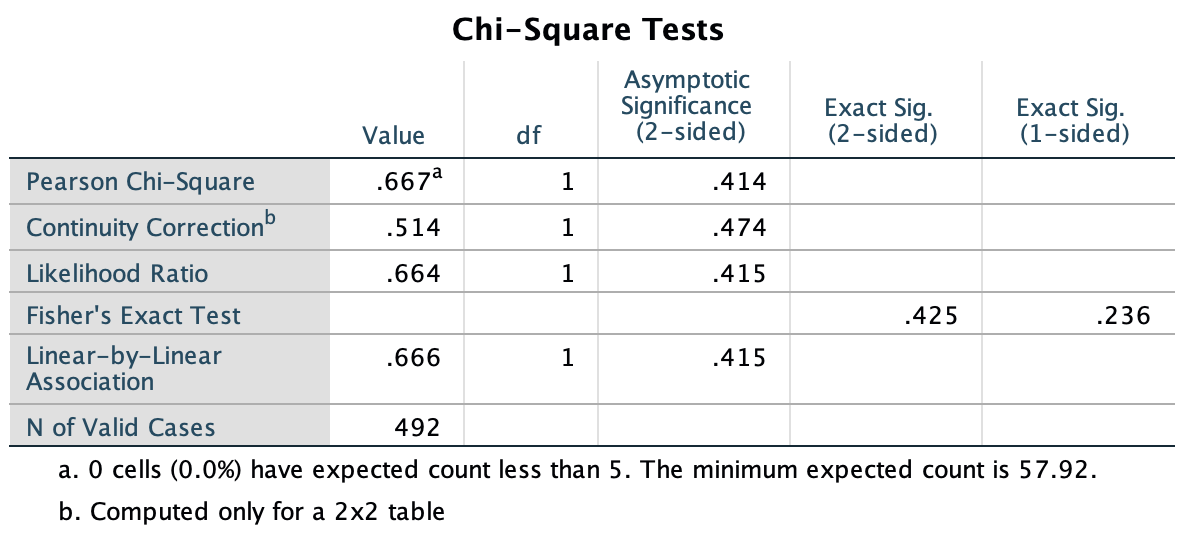 Chi-Square Tests
Value df Asymptotic Significance (2-sided) Exact Sig. (2-sided) Exact Sig. (1-sided)
Pearson Chi-Square .667a 1 .414
Continuity Correctionb .514 1 .474
Likelihood Ratio .664 1 .415
Fisher's Exact Test .425 .236
Linear-by-Linear Association .666 1 .415
N of Valid Cases 492
a. 0 cells (0.0%) have expected count less than 5. The minimum expected count is 57.92.
b. Computed only for a 2x2 table